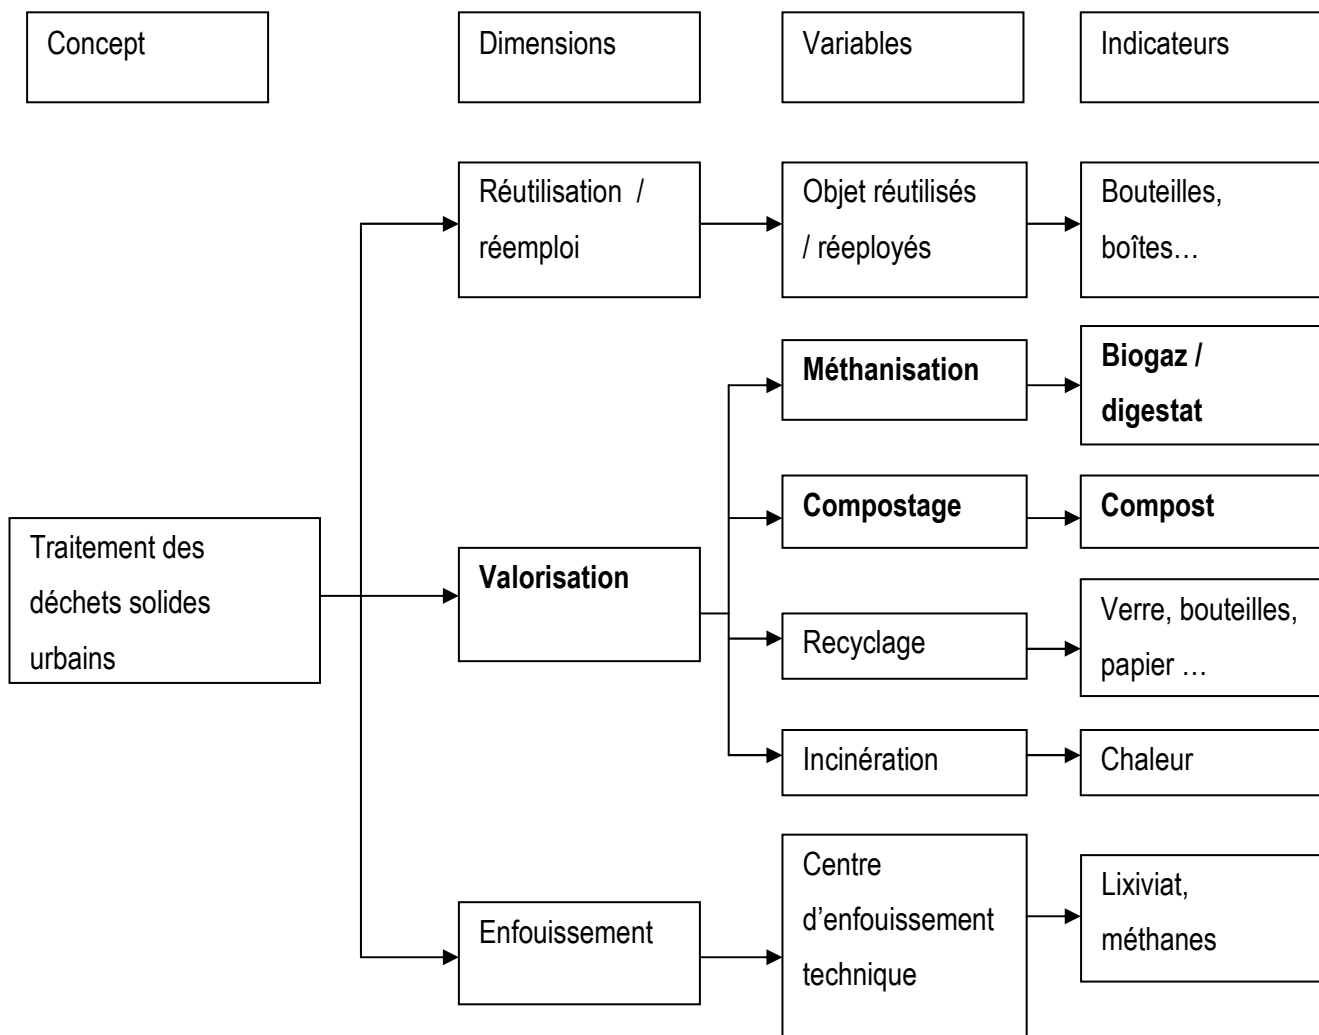 Concept
Dimensions
Variables
Indicateurs
Réutilisation /
réemploi
Objet réutilisés
/ réeployés
Bouteilles,
boîtes…
Méthanisation
Biogaz /
digestat
Compostage
Compost
Traitement des
déchets solides
urbains
Valorisation
Recyclage
Verre, bouteilles,
papier …
Incinération
Chaleur
Enfouissement
Centre
d’enfouissement
technique
Lixiviat,
méthanes